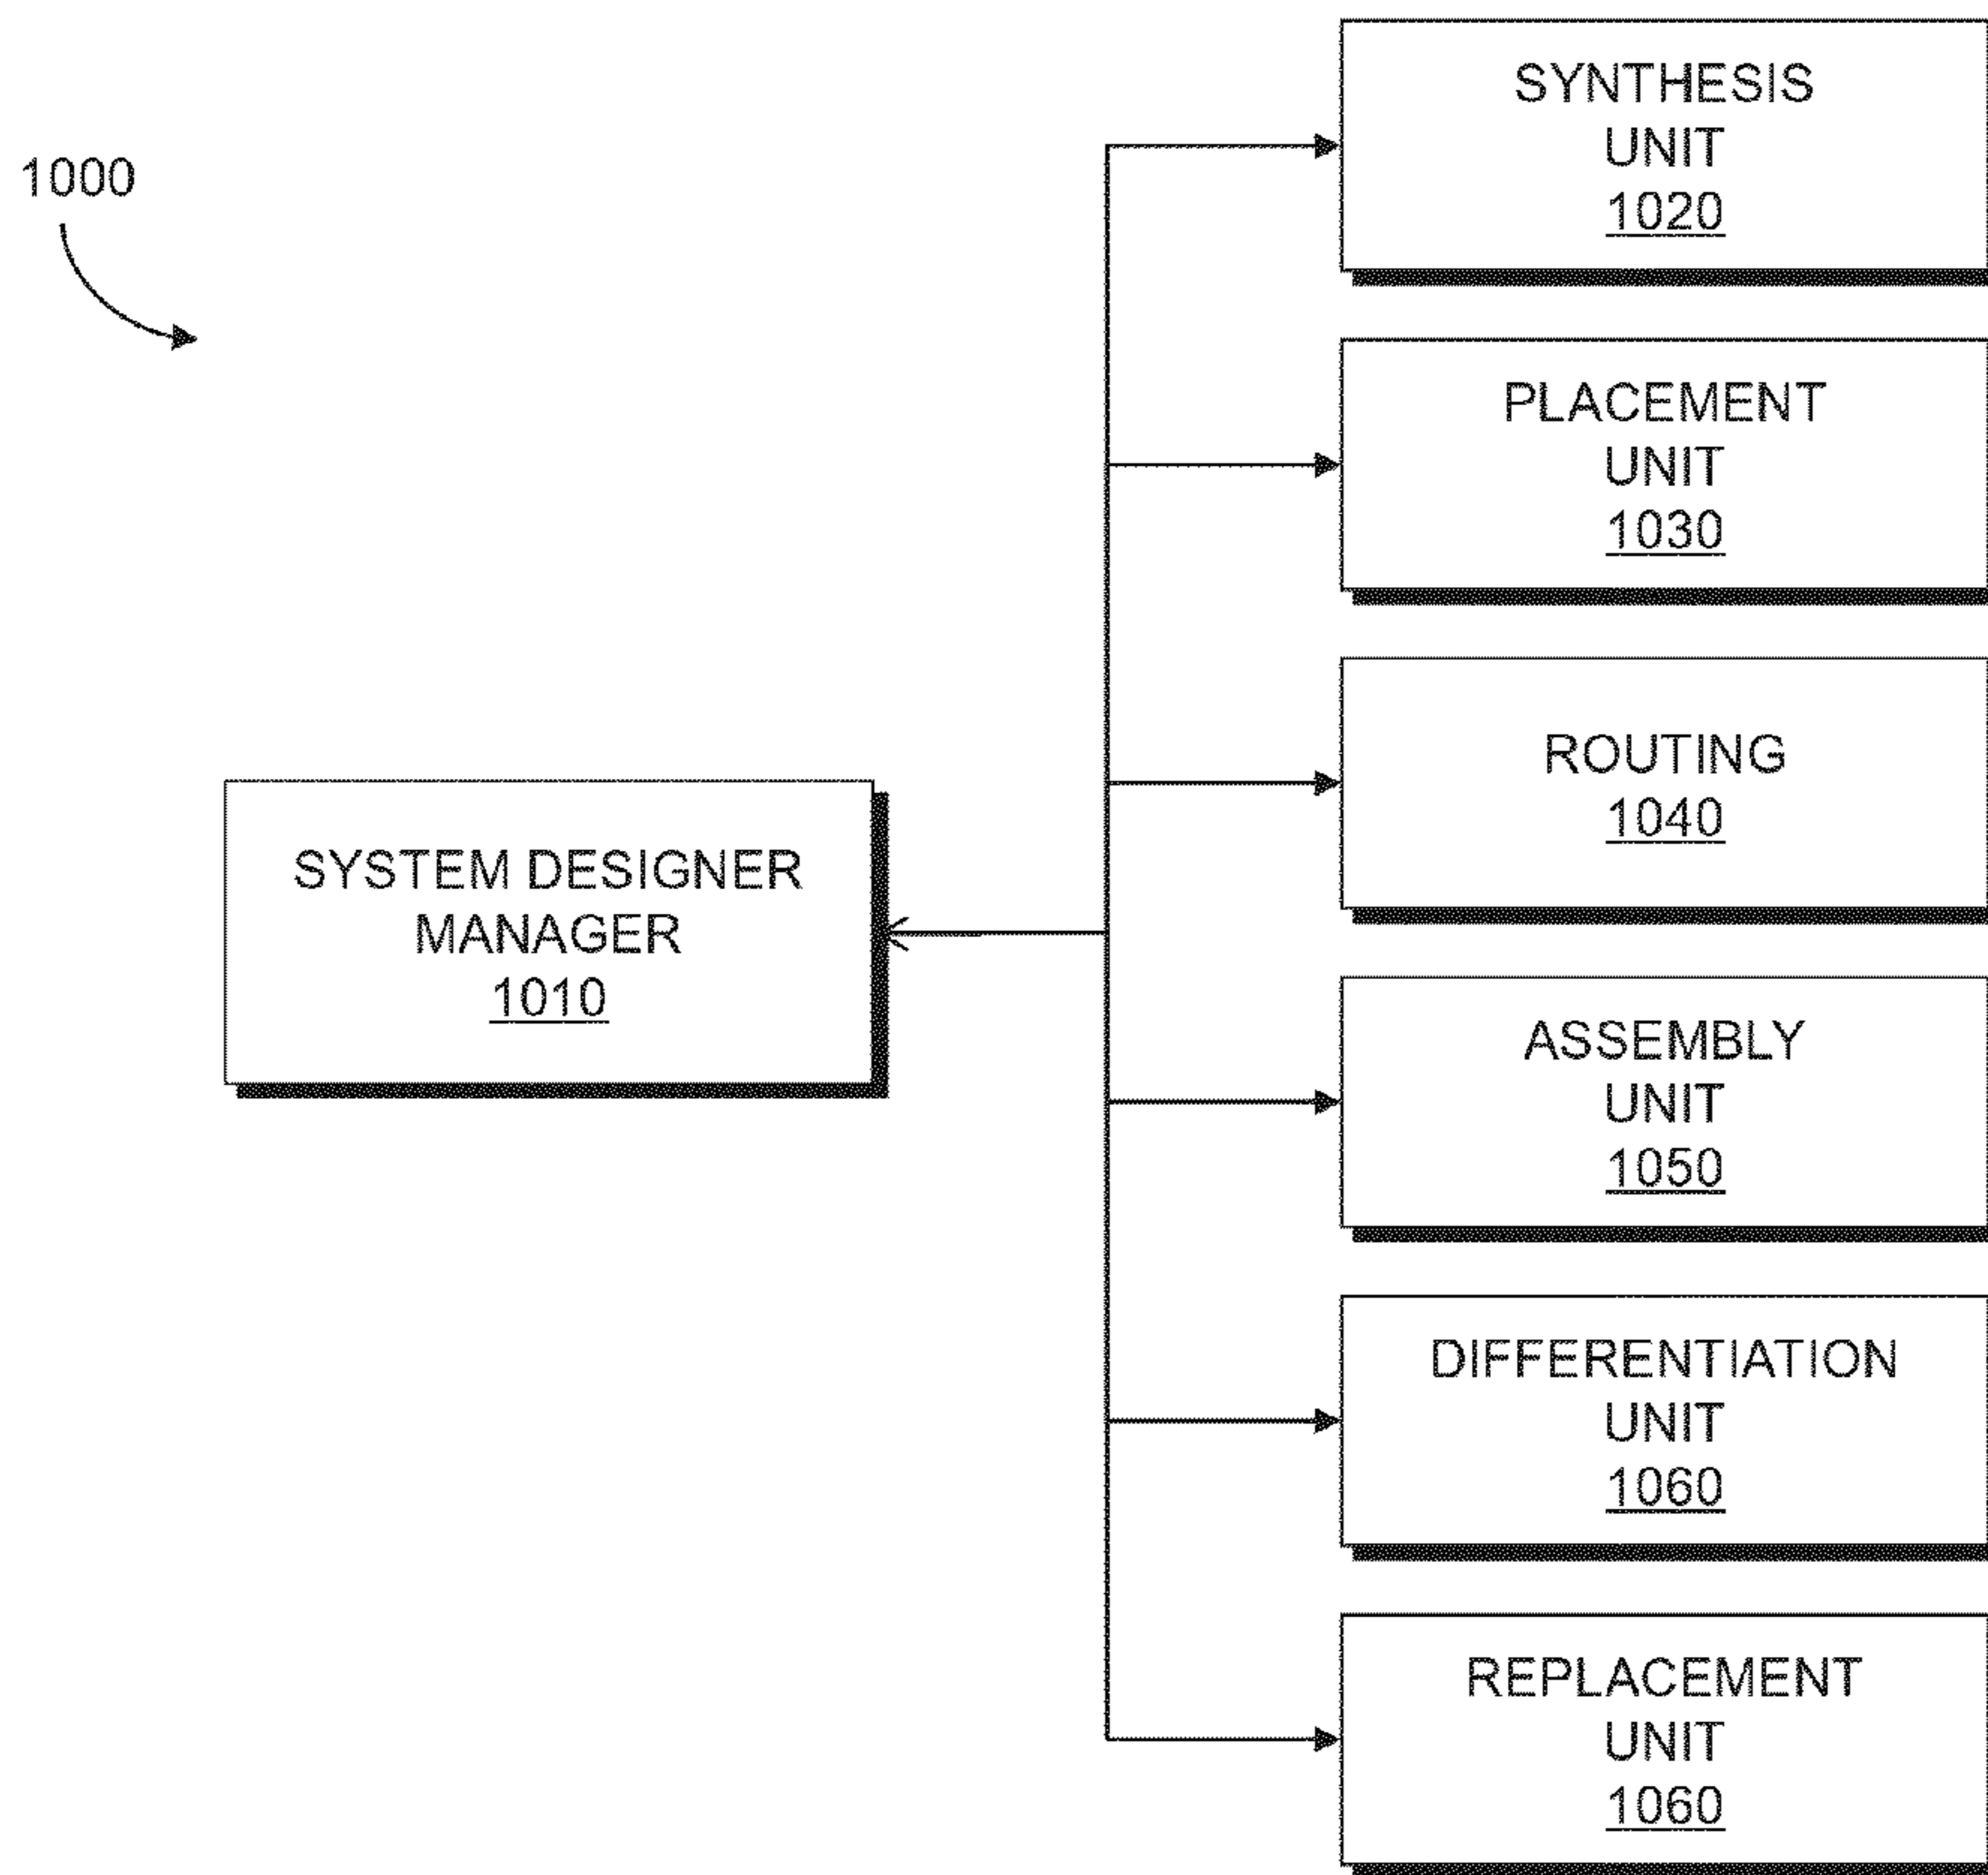 1000
SYSTEM DESIGNER
MANAGER
1010
SYNTHESIS
UNIT
1020
PLACEMENT
UNIT
1030
ROUTING
1040
ASSEMBLY
UNIT
1050
DIFFERENTIATION
UNIT
1060
REPLACEMENT
UNIT
1060